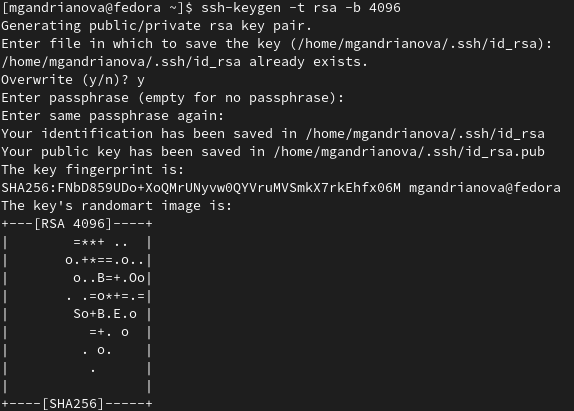 [mgandrianova@fedora ~]$ ssh-keygen -t rsa -b 4096
Generating public/private rsa key pair.
Enter file in which to save the key (/home/mgandrianova/.ssh/id_rsa):
/home/mgandrianova/.ssh/id_rsa already exists.
Overwrite (y/n)? y
Enter passphrase (empty for no passphrase):
Enter same passphrase again:
Your identification has been saved in /home/mgandrianova/.ssh/id_rsa
Your public key has been saved in /home/mgandrianova/.ssh/id_rsa.pub
The key fingerprint is:
SHA256:FNbD859UDo+XoQMrUNyvw0QYVruMVSmkX7rkEhfx06M mgandrianova@fedora
The key's randomart image is:
+---[RSA 4096]----+
|        =**+ ..  |
|       o.+*==.o..|
|        o..B=+.Oo|
|       . .=o*+=.=|
|        So+B.E.o |
|          =+. o  |
|         . o.    |
|          .      |
|                 |
+----[SHA256]-----+